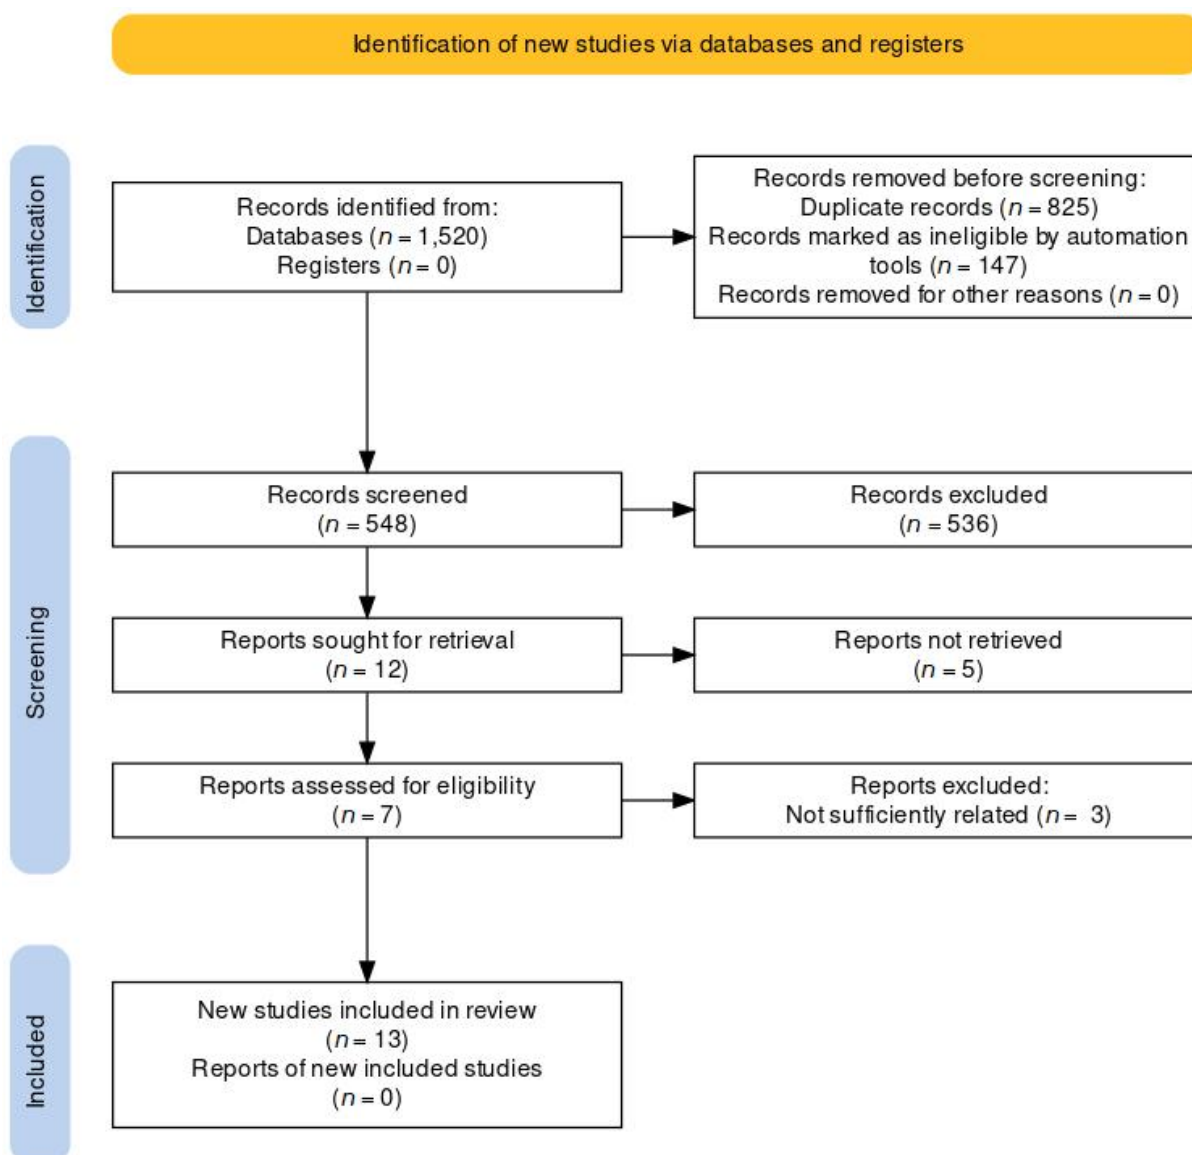 Identification of new studies via databases and registers
Identification
Records identified from:
Databases (n = 1,520)
Registers (n = 0)
Records removed before screening:
Duplicate records (n = 825)
Records marked as ineligible by automation
tools (n = 147)
Records removed for other reasons (n = 0)
Screening
Records screened
(n = 548)
Records excluded
(n = 536)
Reports sought for retrieval
(n = 12)
Reports not retrieved
(n = 5)
Reports assessed for eligibility
(n = 7)
Reports excluded:
Not sufficiently related (n = 3)
Included
New studies included in review
(n = 13)
Reports of new included studies
(n = 0)